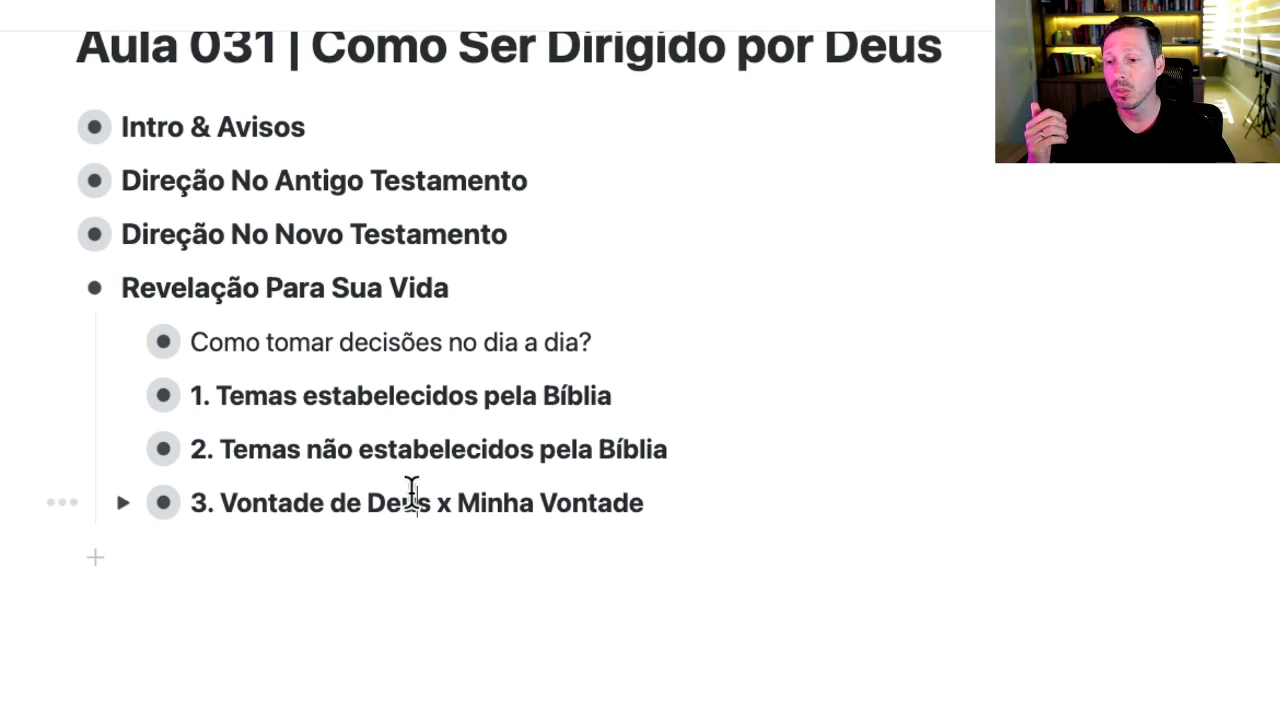 Aula 031 | Como Ser Dirigido por Deus
Intro & Avisos
Direção No Antigo Testamento
Direção No Novo Testamento
Revelação Para Sua Vida
Como tomar decisões no dia a dia?
1. Temas estabelecidos pela Bíblia
2. Temas não estabelecidos pela Bíblia
3. Vontade de Deus x Minha Vontade